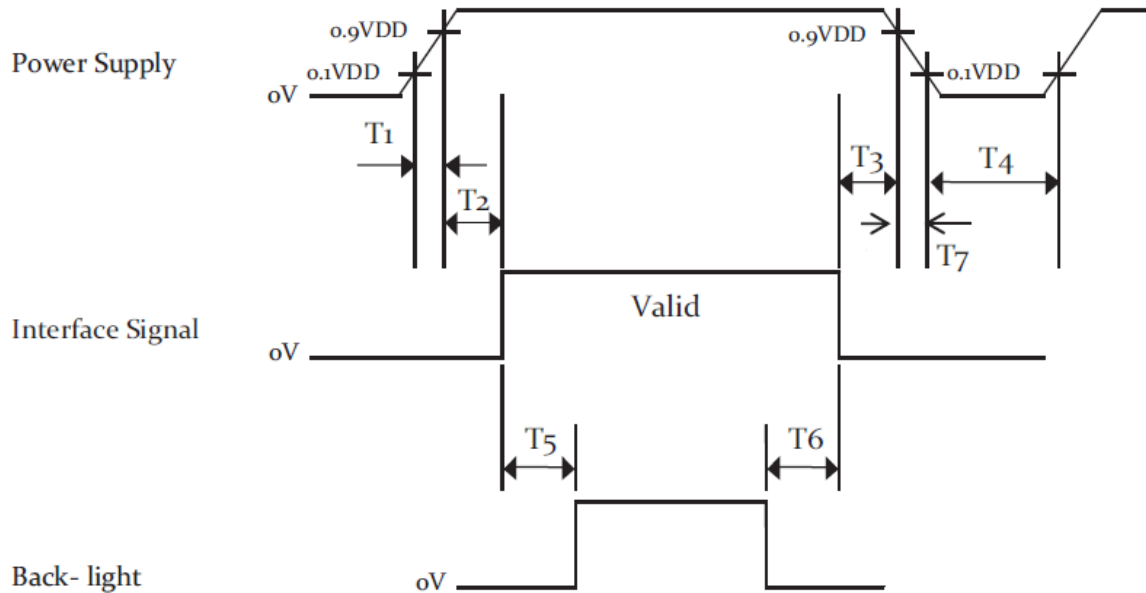 0.9VDD
0.9VDD
Power Supply
0.1VDD
0.1VDD
0V
T1
T3
T4
T2
T7
Valid
Interface Signal
0V
T5
T6
Back- light
0V